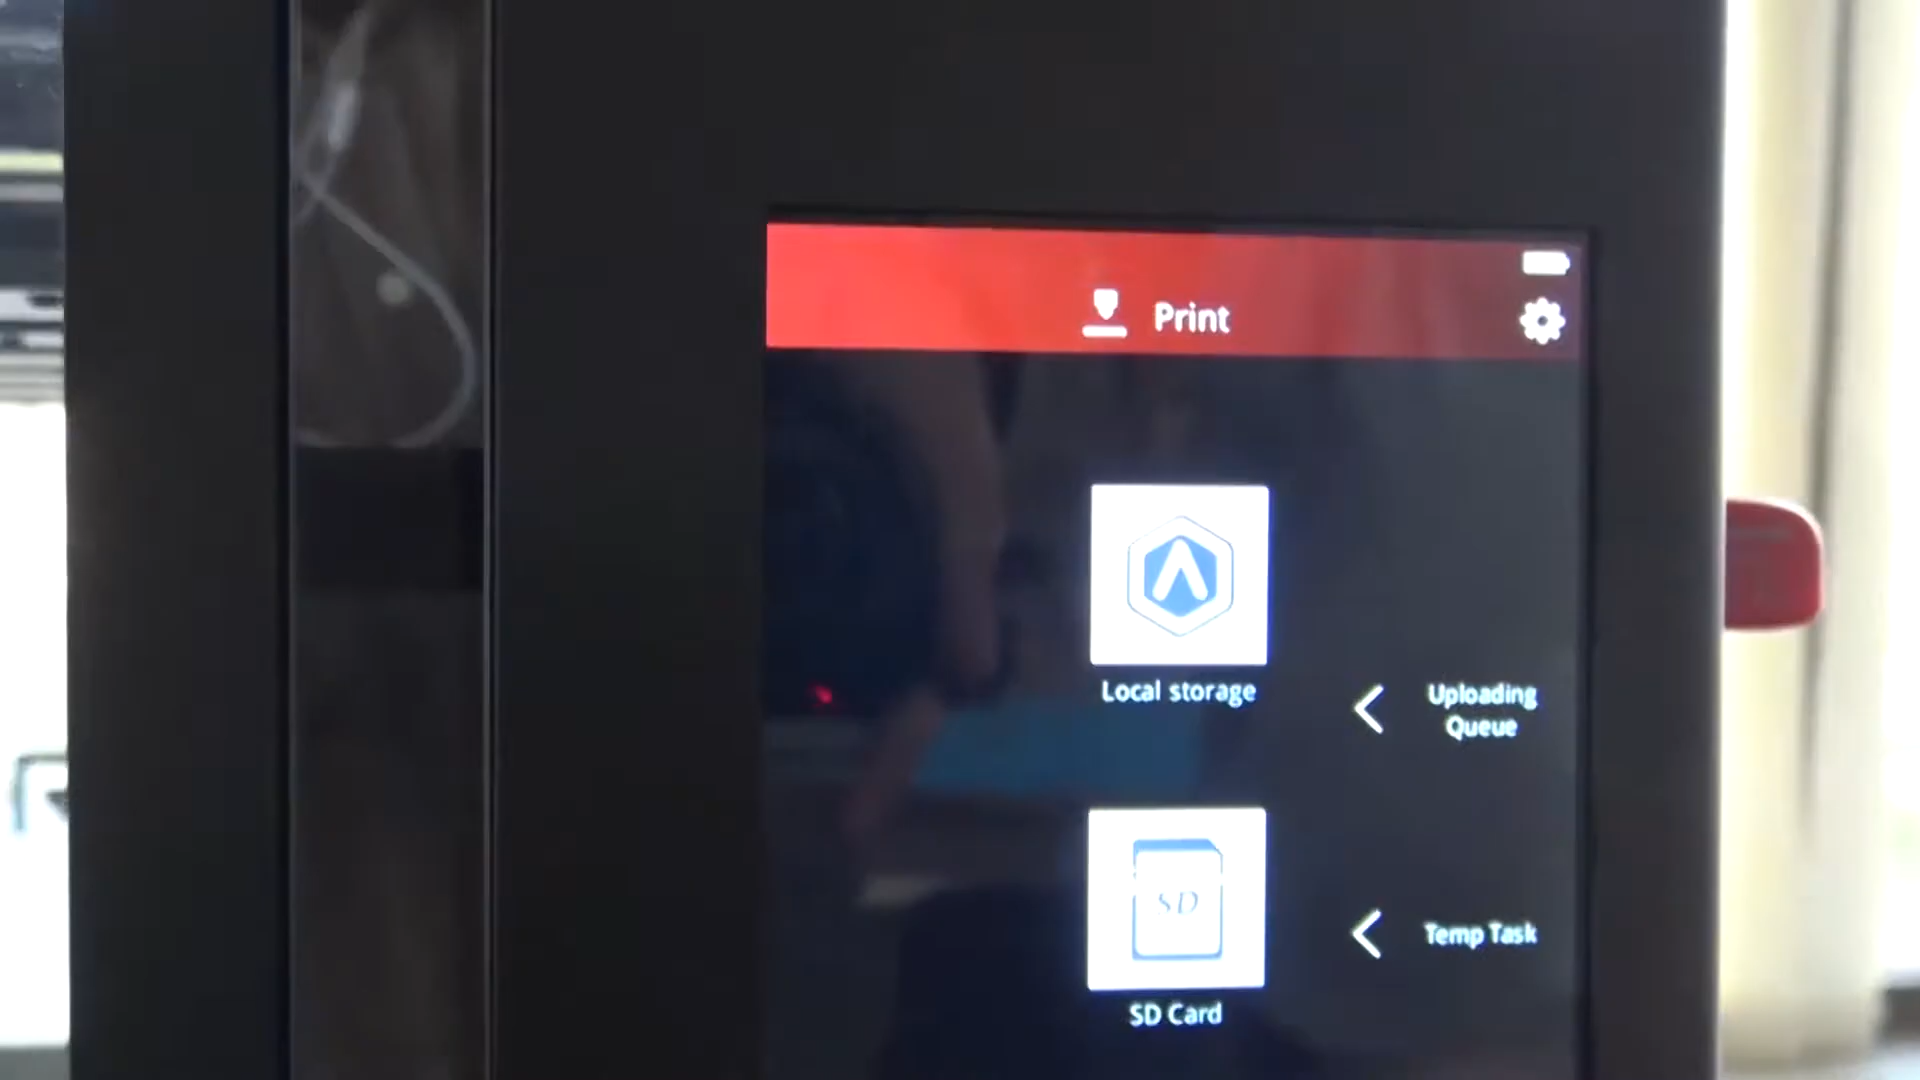 Print
Local storage
Uploading
Queue
SD
Temp Task
SD Card